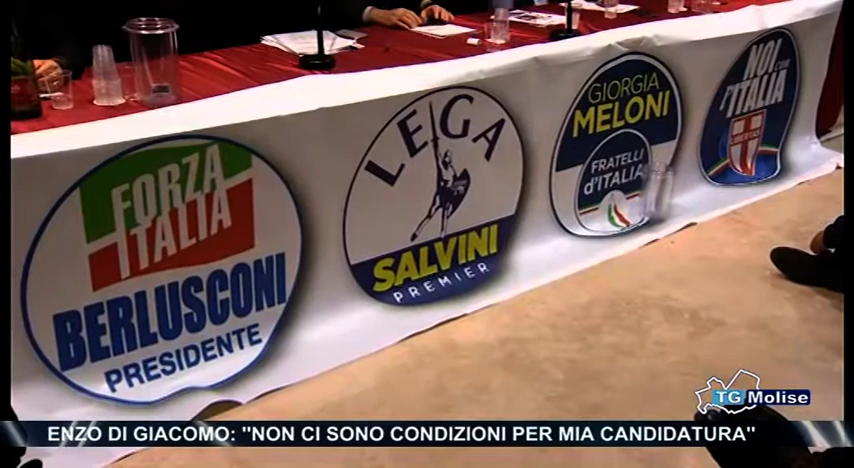 FORZA
ITALIA
BERLUSCONI
PRESIDENTE
LEGA
SALVINI
PREMIER
GIORGIA
MELONI
FRATELLI
d'ITALIA
NOI CON
l'ITALIA
LIBERTAS
TG Molise
ENZO DI GIACOMO: "NON CI SONO CONDIZIONI PER MIA CANDIDATURA"